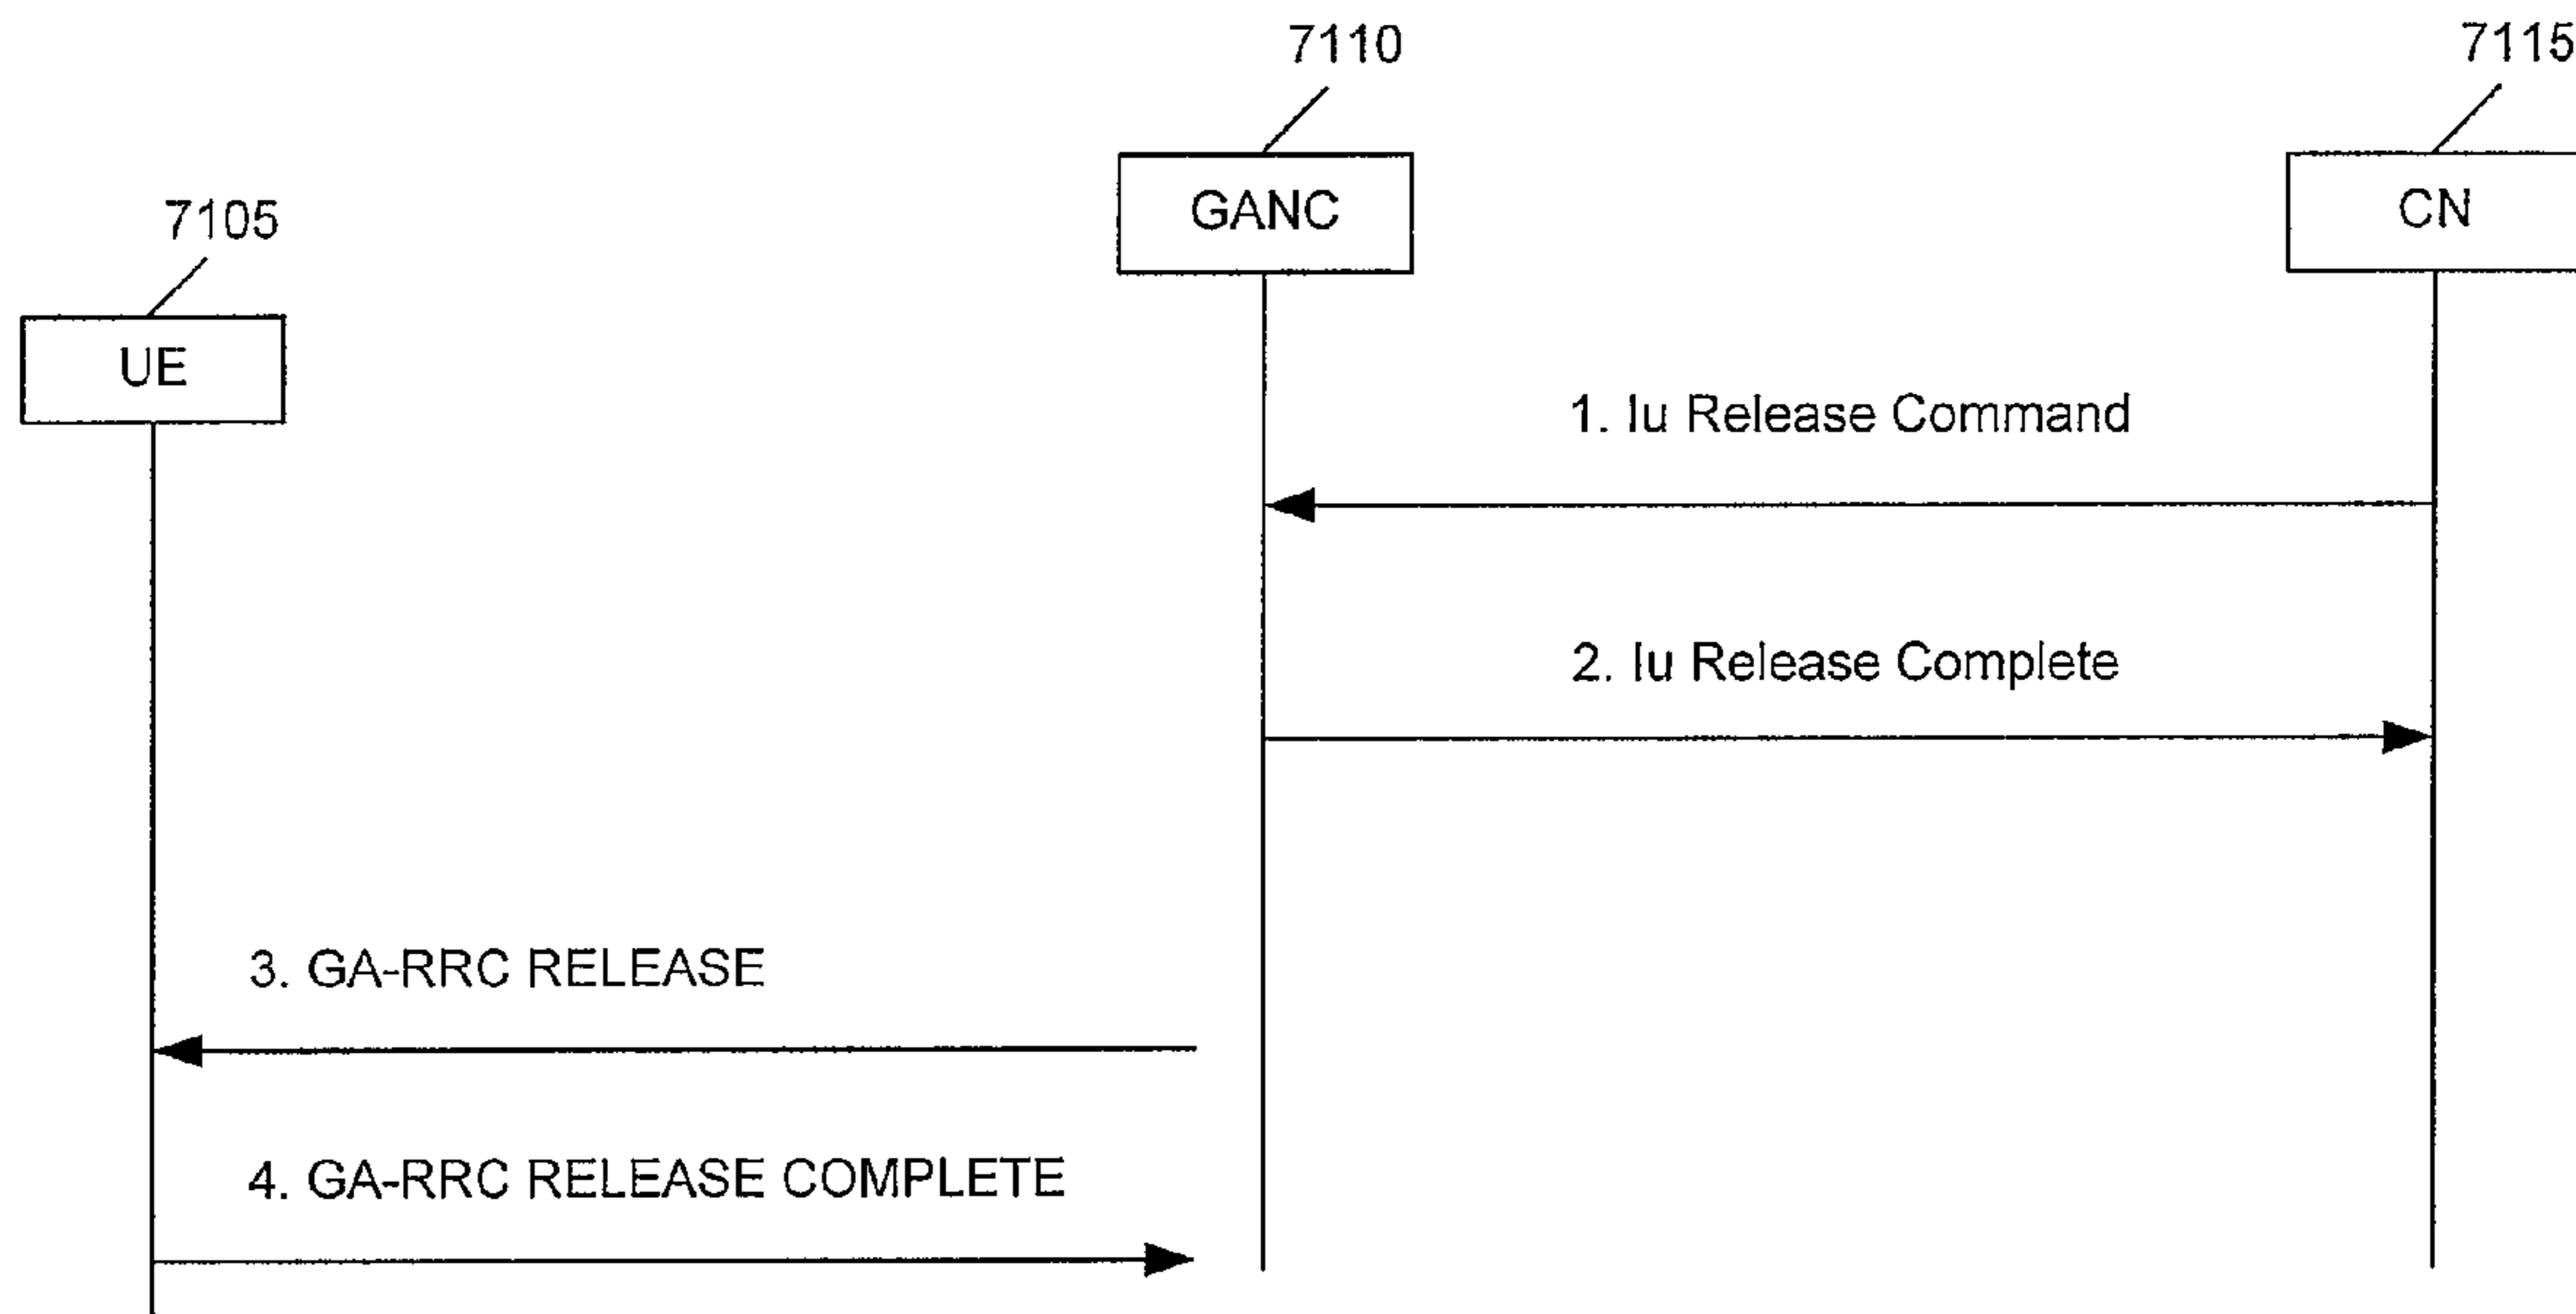 7110
7115
7105
GANC
CN
UE
1. Iu Release Command
2. Iu Release Complete
3. GA-RRC RELEASE
4. GA-RRC RELEASE COMPLETE